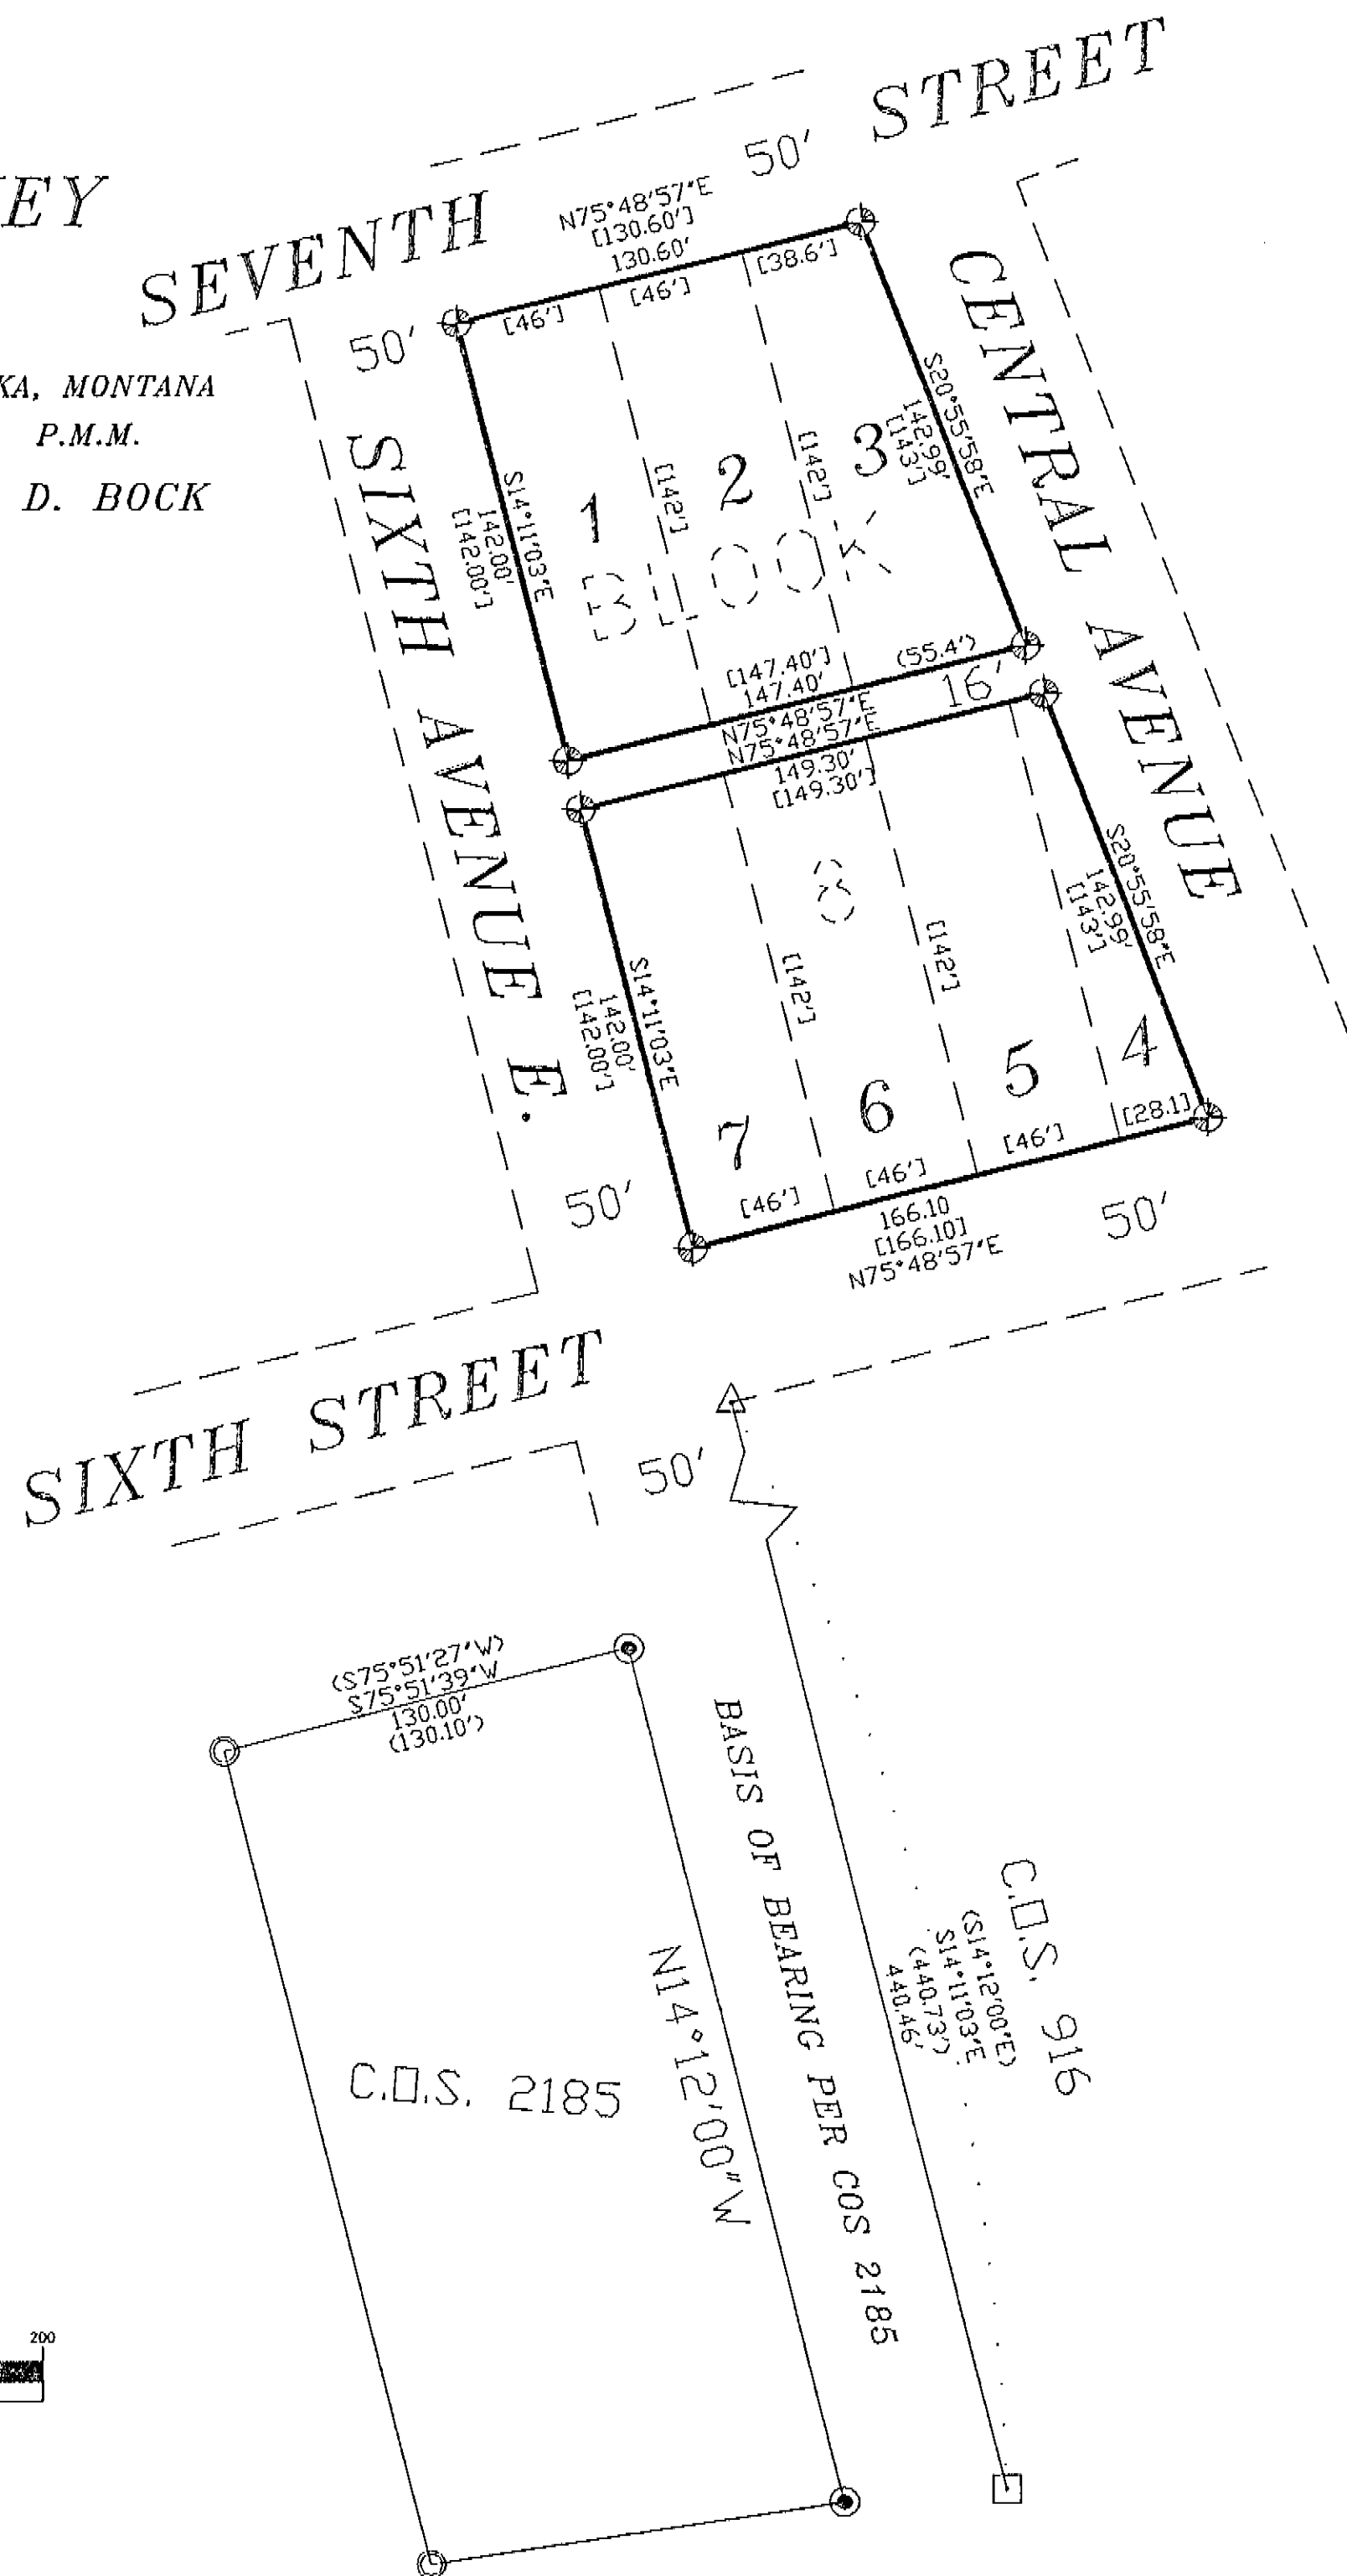 EY
KA, MONTANA
P.M.M.
D. BOCK
SEVENTH STREET
50'
N75°48'57"E
[130.60']
130.60'
[46']
[46']
[38.6']
50'
SIXTH AVENUE E.
CENTRAL AVENUE
S14°11'03"E
142.00'
[142.00']
1
[142']
2
[142']
3
S20°55'58"E
142.99'
[143']
BLOCK
[147.40']
147.40'
N75°48'57"E
(55.4')
16'
N75°48'57"E
149.30'
[149.30']
8
S14°11'03"E
142.00'
[142.00']
[142']
[142']
S20°55'58"E
142.99'
[143']
7
6
5
4
[46']
[46']
[46']
[28.1]
166.10
[166.10]
N75°48'57"E
50'
50'
SIXTH STREET
50'
(S75°51'27"W)
S75°51'39"W
130.00'
(130.10')
BASIS OF BEARING PER COS 2185
N14°12'00"W
C.O.S. 2185
C.O.S. 916
(S14°12'00"E)
S14°11'03"E
(440.73')
440.46'
200